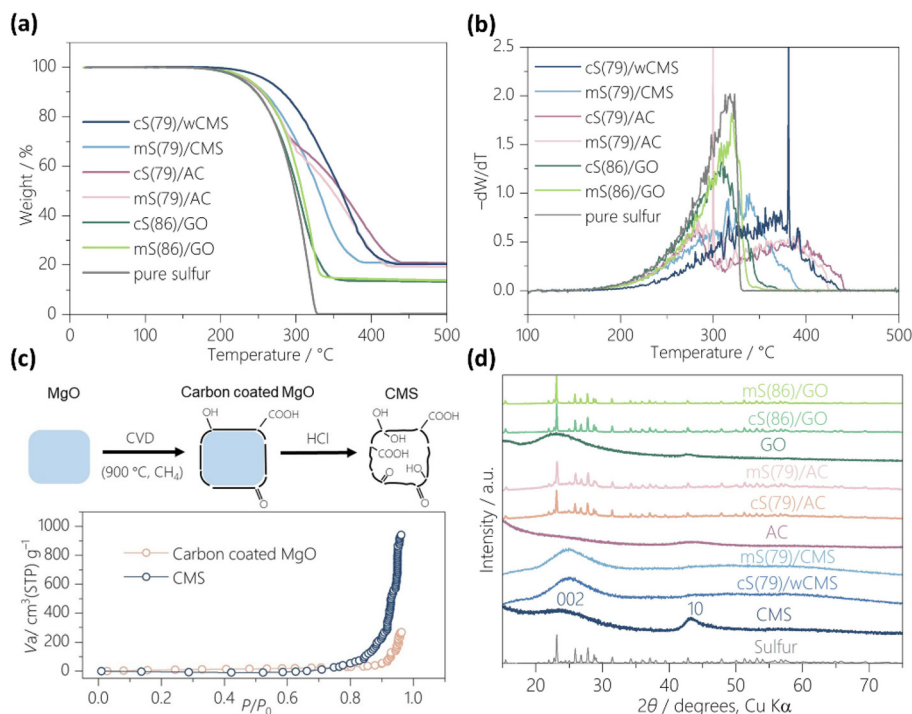 (a)
100
80
60
40
20
0
Weight / %
cS(79)/wCMS
mS(79)/CMS
cS(79)/AC
mS(79)/AC
cS(86)/GO
mS(86)/GO
pure sulfur
0 100 200 300 400 500
Temperature / °C
(b)
2.5
2.0
1.5
1.0
0.5
0.0
−dW/dT
cS(79)/wCMS
mS(79)/CMS
cS(79)/AC
mS(79)/AC
cS(86)/GO
mS(86)/GO
pure sulfur
100 200 300 400 500
Temperature / °C
(c)
MgO
Carbon coated MgO
CMS
CVD
(900 °C, CH₄)
HCl
OH
COOH
O
OH
COOH
OH
COOH
HO
O
O
1000
800
600
400
200
0
Va/ cm³(STP) g⁻¹
Carbon coated MgO
CMS
0.0 0.2 0.4 0.6 0.8 1.0
P/P₀
(d)
Intensity / a.u.
mS(86)/GO
cS(86)/GO
GO
mS(79)/AC
cS(79)/AC
AC
mS(79)/CMS
cS(79)/wCMS
002
10
CMS
Sulfur
20 30 40 50 60 70
2θ / degrees, Cu Kα